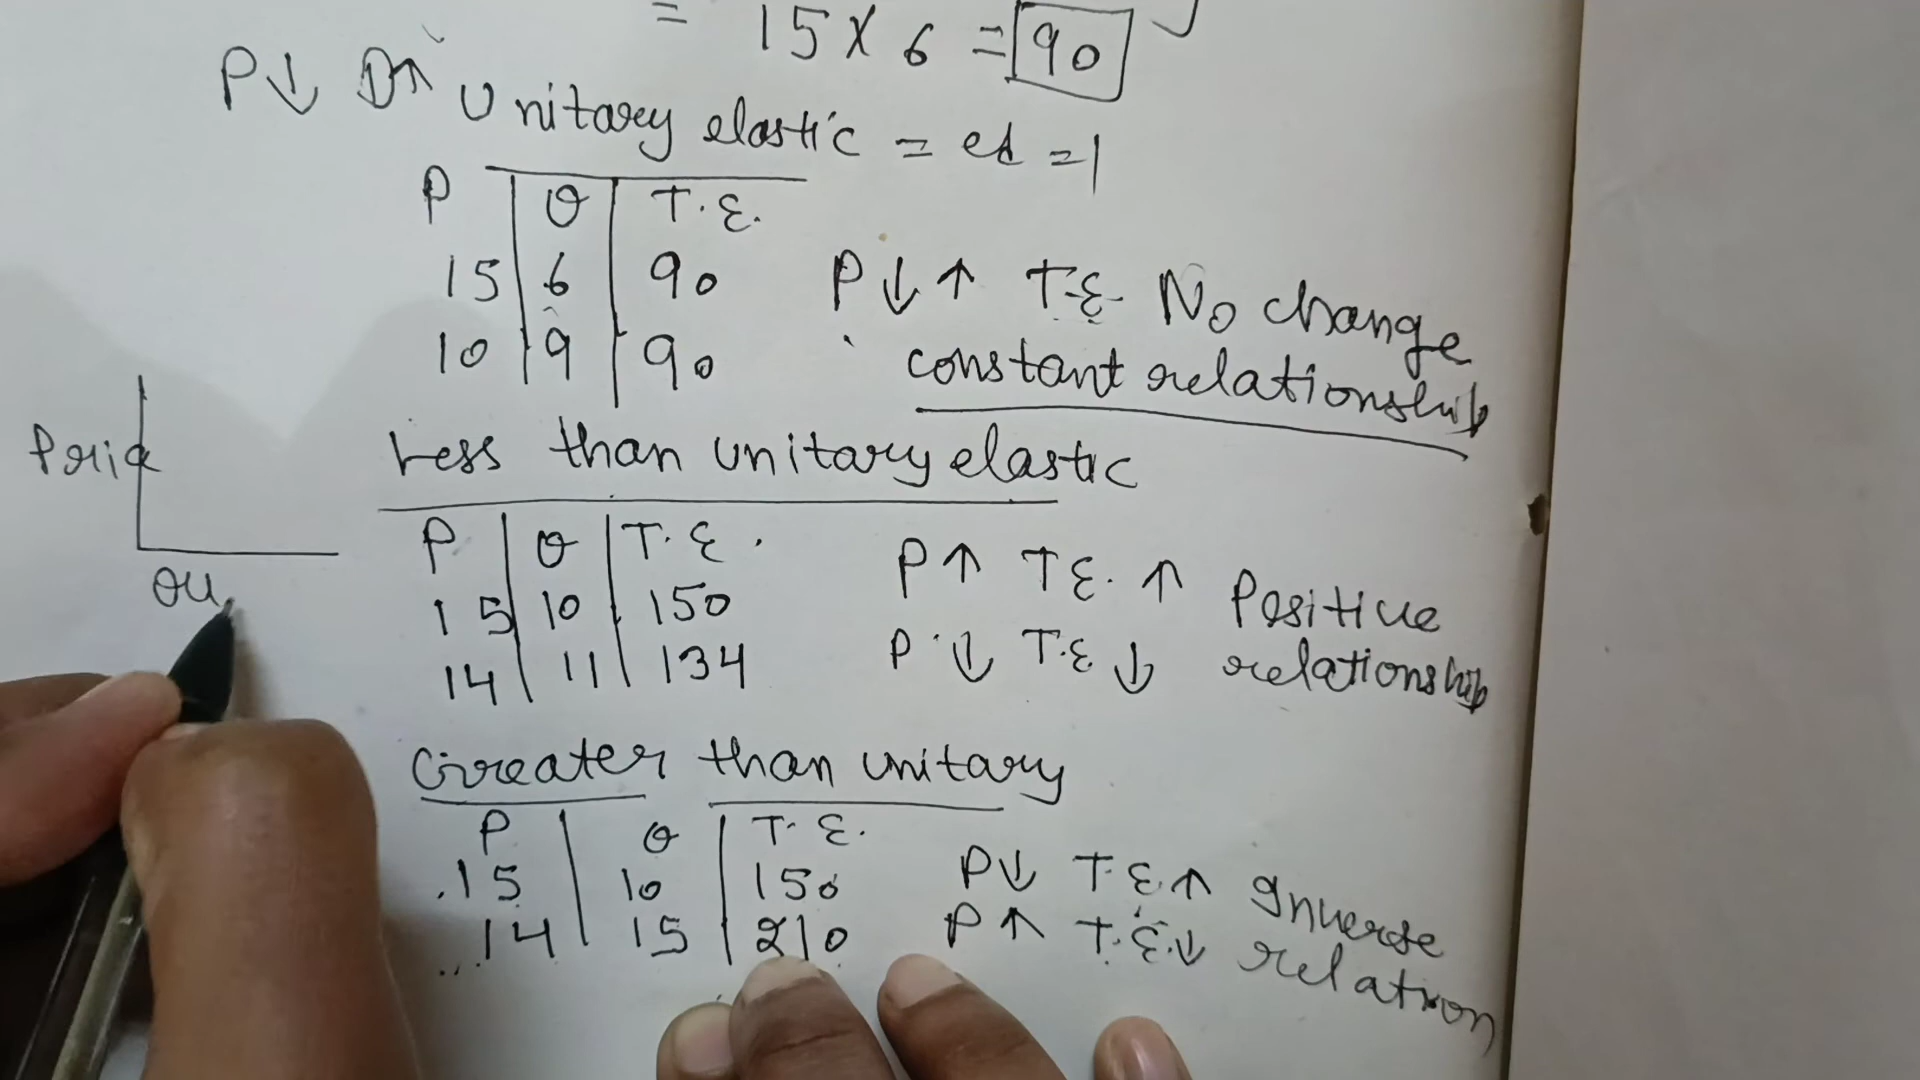 = 15 X 6 = 90
P↓ D↑ Unitary elastic = ed = 1
P Q T.E.
15 6 90
10 9 90
P↓↑ T.E. No change
constant relationship
Price
Qu
Less than unitary elastic
P Q T.E.
15 10 150
14 11 134
P↑ T.E.↑ Positive
P↓ T.E↓ relationship
Greater than unitary
P Q T.E.
15 10 150
14 15 210
P↓ T.E.↑ Inverse
P↑ T.E.↓ relation